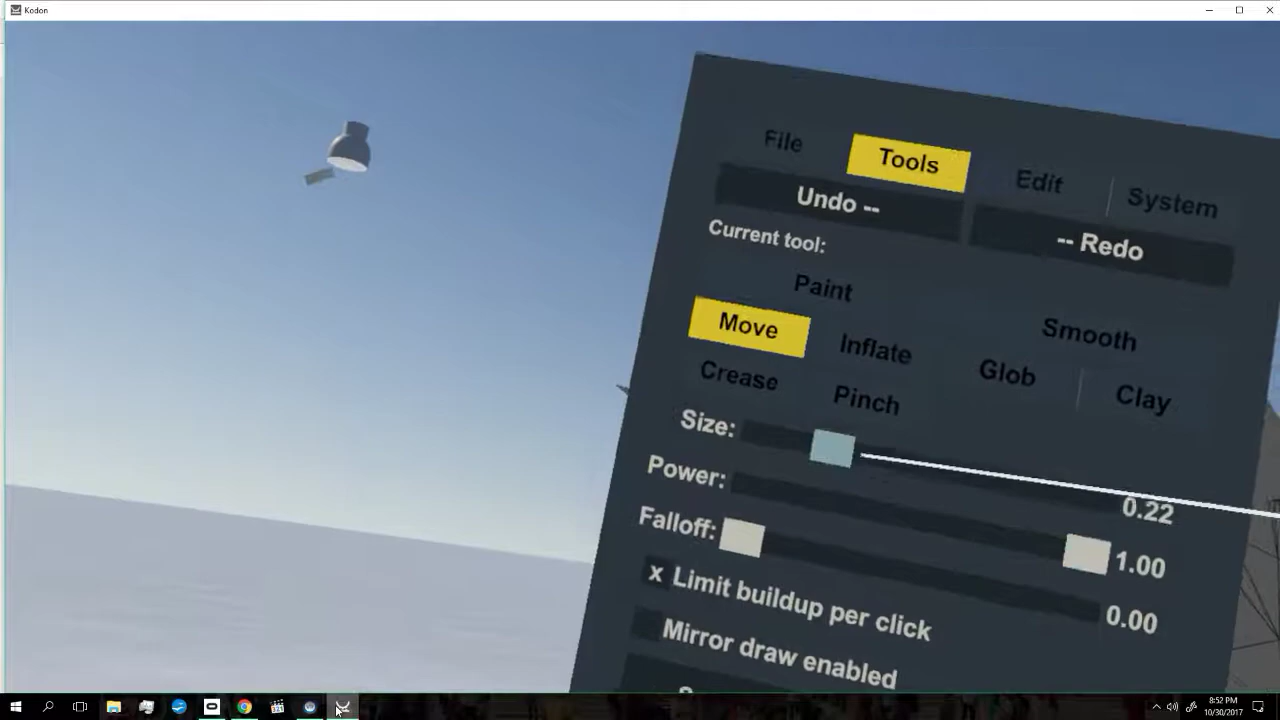 Kodon
File Tools Edit System
Undo -- -- Redo
Current tool:
Paint Smooth
Move Inflate Glob Clay
Crease Pinch
Size: 0.22
Power: 1.00
Falloff: 0.00
x Limit buildup per click
Mirror draw enabled
8:52 PM
10/30/2017